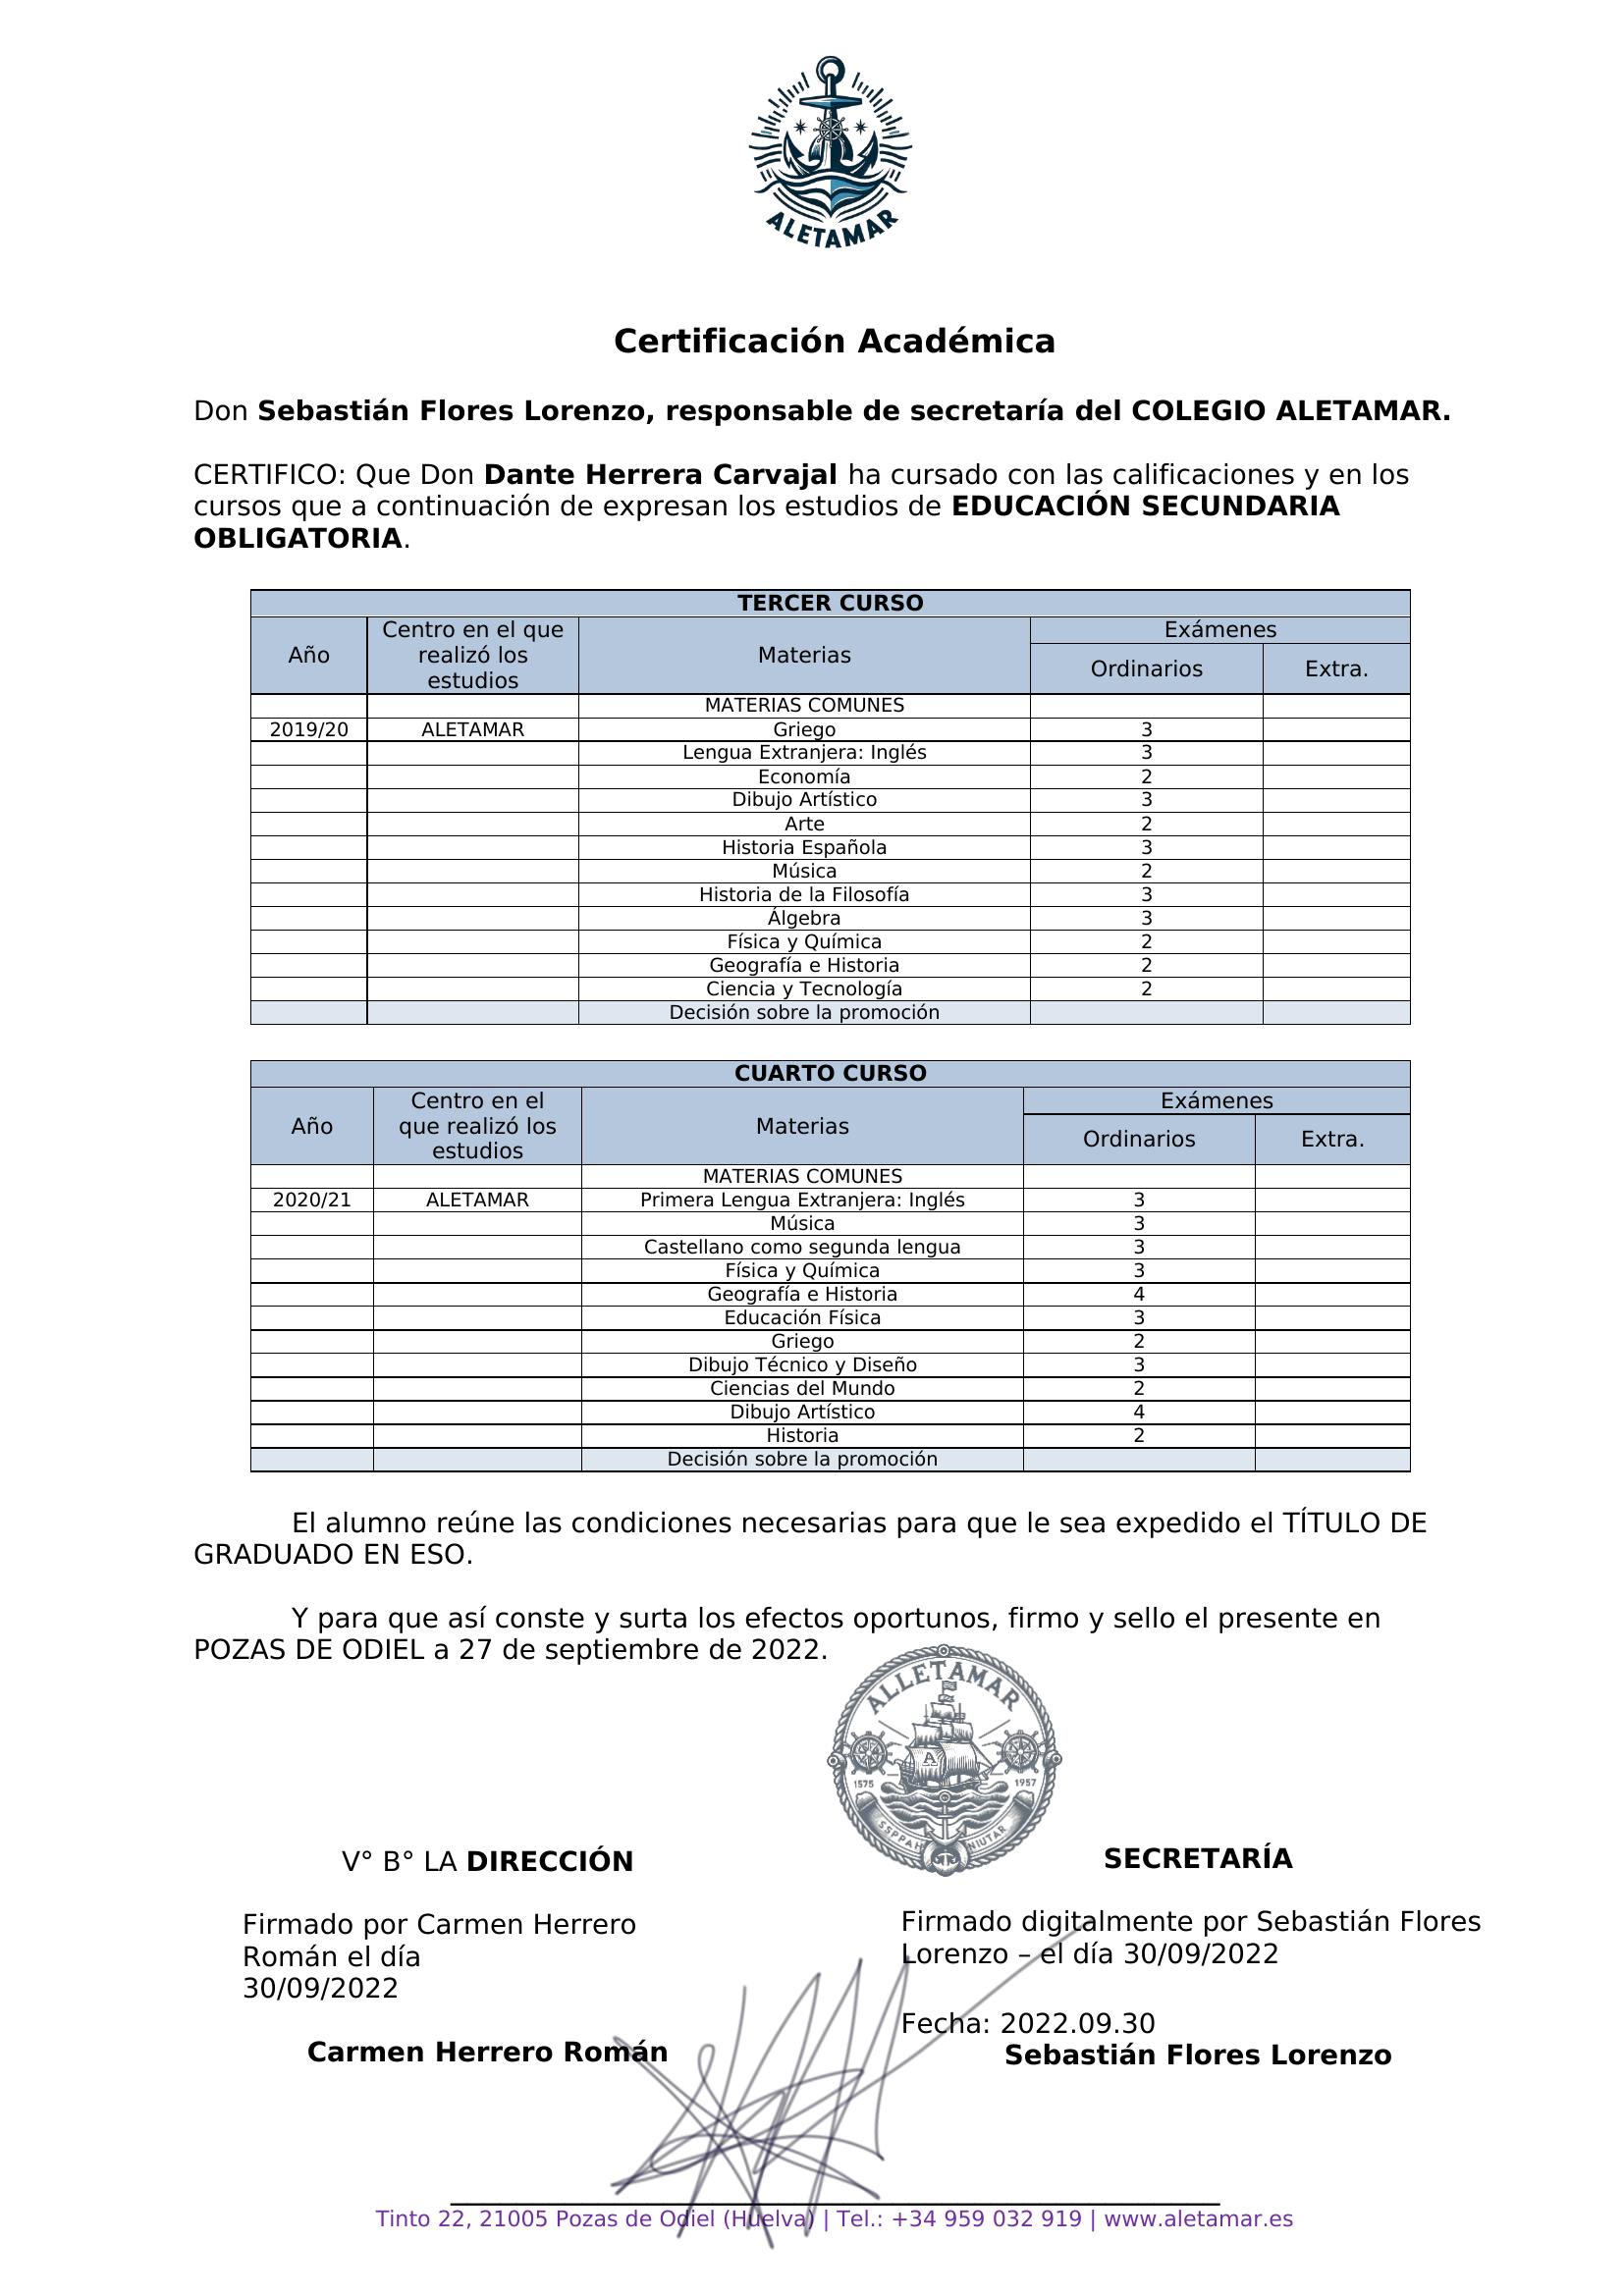 ALETAMAR
Certificación Académica
Don Sebastián Flores Lorenzo, responsable de secretaría del COLEGIO ALETAMAR.
CERTIFICO: Que Don Dante Herrera Carvajal ha cursado con las calificaciones y en los
cursos que a continuación de expresan los estudios de EDUCACIÓN SECUNDARIA
OBLIGATORIA.
TERCER CURSO
Año Centro en el que realizó los estudios Materias Exámenes
Ordinarios Extra.
MATERIAS COMUNES
2019/20 ALETAMAR Griego 3
Lengua Extranjera: Inglés 3
Economía 2
Dibujo Artístico 3
Arte 2
Historia Española 3
Música 2
Historia de la Filosofía 3
Álgebra 3
Física y Química 2
Geografía e Historia 2
Ciencia y Tecnología 2
Decisión sobre la promoción
CUARTO CURSO
Año Centro en el que realizó los estudios Materias Exámenes
Ordinarios Extra.
MATERIAS COMUNES
2020/21 ALETAMAR Primera Lengua Extranjera: Inglés 3
Música 3
Castellano como segunda lengua 3
Física y Química 3
Geografía e Historia 4
Educación Física 3
Griego 2
Dibujo Técnico y Diseño 3
Ciencias del Mundo 2
Dibujo Artístico 4
Historia 2
Decisión sobre la promoción
El alumno reúne las condiciones necesarias para que le sea expedido el TÍTULO DE
GRADUADO EN ESO.
Y para que así conste y surta los efectos oportunos, firmo y sello el presente en
POZAS DE ODIEL a 27 de septiembre de 2022.
ALLETAMAR
A
1575 1957
SSPPAH NIUTAR
V° B° LA DIRECCIÓN
SECRETARÍA
Firmado por Carmen Herrero
Román el día
30/09/2022
Carmen Herrero Román
Firmado digitalmente por Sebastián Flores
Lorenzo – el día 30/09/2022
Fecha: 2022.09.30
Sebastián Flores Lorenzo
Tinto 22, 21005 Pozas de Odiel (Huelva) | Tel.: +34 959 032 919 | www.aletamar.es